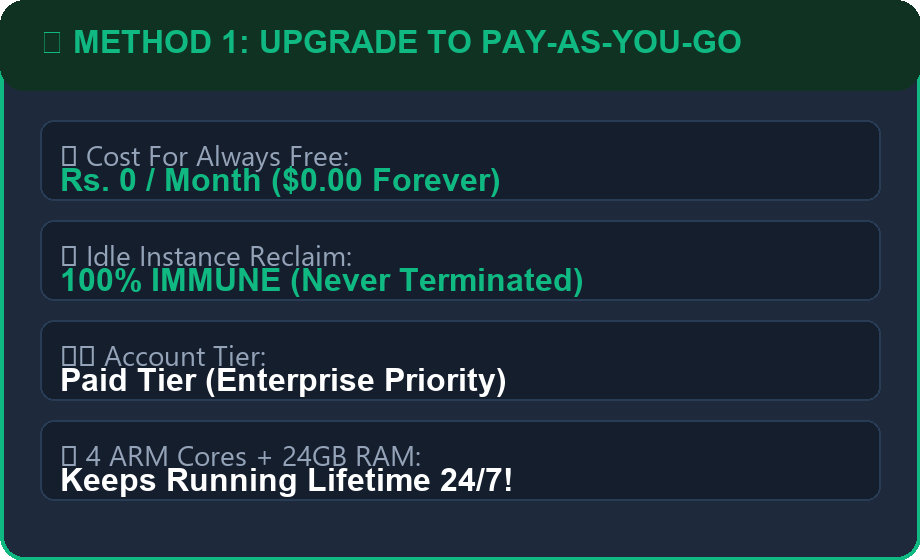 METHOD 1: UPGRADE TO PAY-AS-YOU-GO
Cost For Always Free:
Rs. 0 / Month ($0.00 Forever)
Idle Instance Reclaim:
100% IMMUNE (Never Terminated)
Account Tier:
Paid Tier (Enterprise Priority)
4 ARM Cores + 24GB RAM:
Keeps Running Lifetime 24/7!